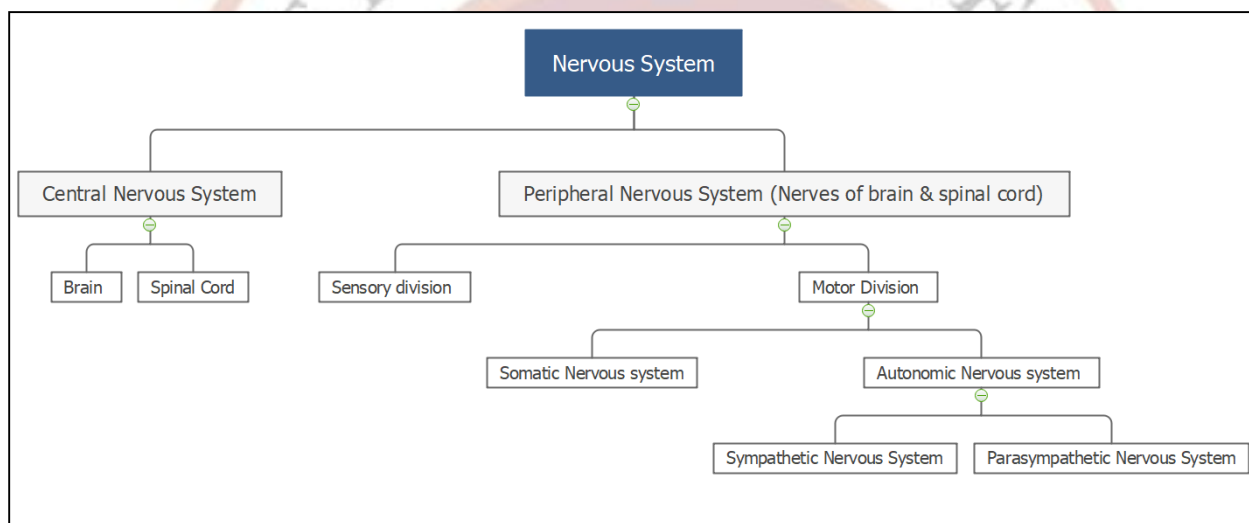 Nervous System
Central Nervous System
Peripheral Nervous System (Nerves of brain & spinal cord)
Brain
Spinal Cord
Sensory division
Motor Division
Somatic Nervous system
Autonomic Nervous system
Sympathetic Nervous System
Parasympathetic Nervous System